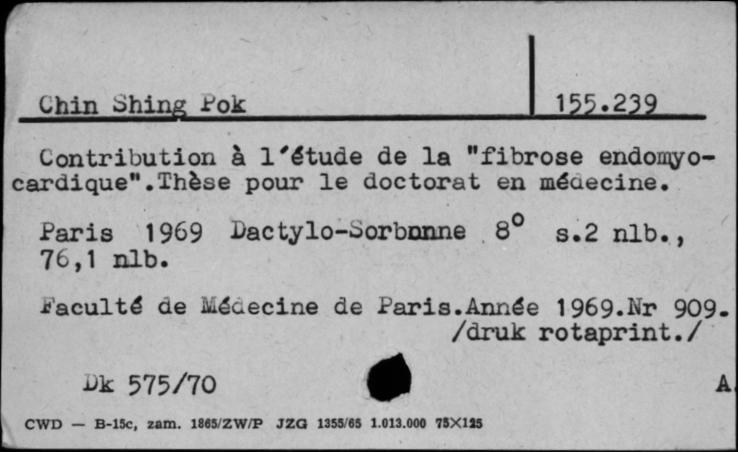 Chin Shing Pok 155.239
Contribution à l'étude de la "fibrose endomyo-
cardique".Thèse pour le doctorat en médecine.
Paris 1969 Dactylo-Sorbonne 8° s.2 nlb.,
76,1 nlb.
Faculté de Médecine de Paris.Année 1969.Nr 909.
/druk rotaprint./
Dk 575/70 A.
CWD — B-15c, zam. 1865/ZW/P JZG 1355/65 1.013.000 75×125